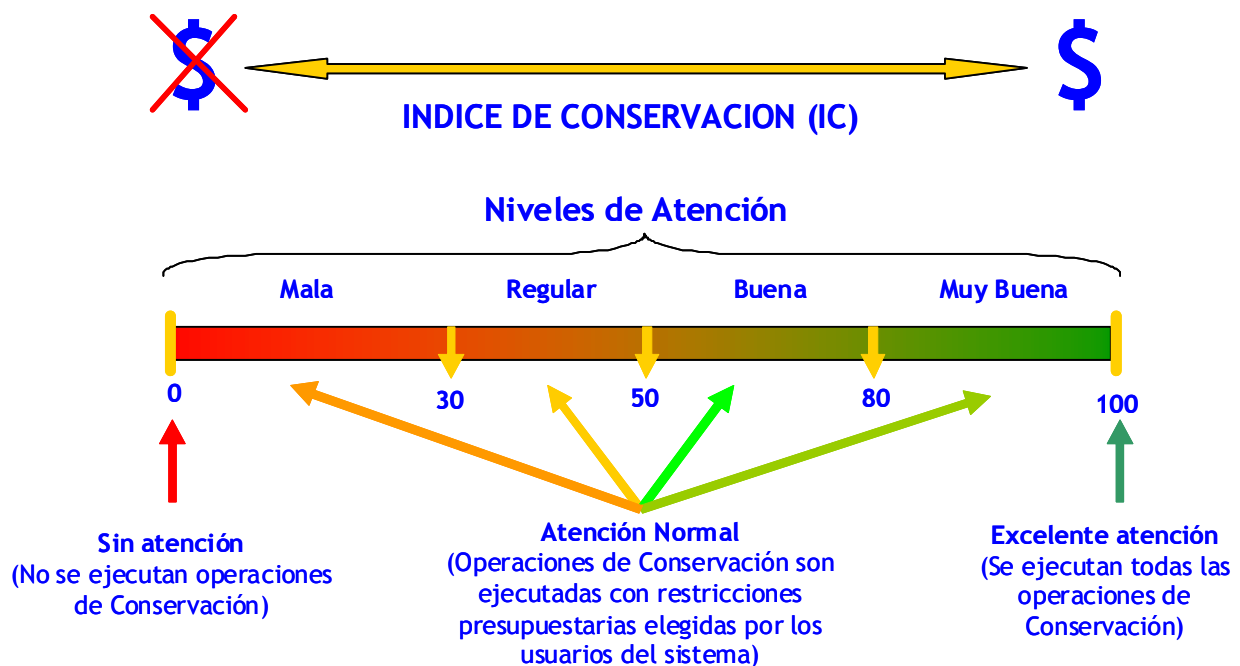 $ $
INDICE DE CONSERVACION (IC)
Niveles de Atención
Mala Regular Buena Muy Buena
0 30 50 80 100
Sin atención
(No se ejecutan operaciones
de Conservación)
Atención Normal
(Operaciones de Conservación son
ejecutadas con restricciones
presupuestarias elegidas por los
usuarios del sistema)
Excelente atención
(Se ejecutan todas las
operaciones de
Conservación)